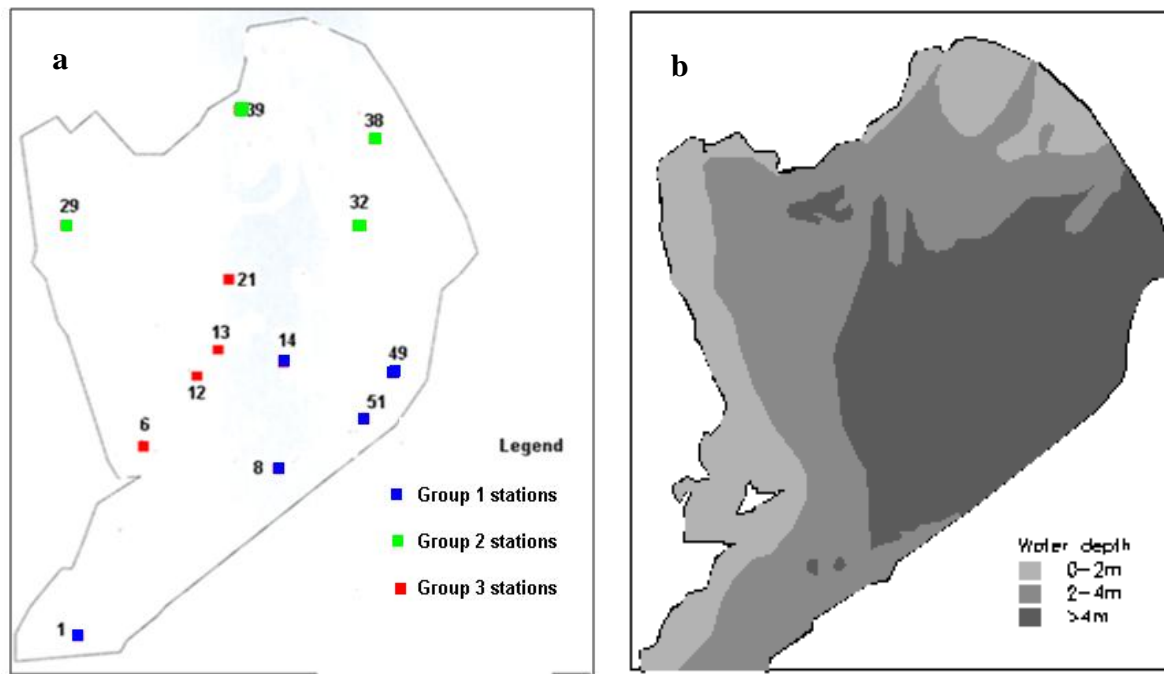 a
39
38
29
32
21
13
14
12
49
51
6
8
Legend
Group 1 stations
Group 2 stations
Group 3 stations
1
b
Water depth
0-2m
2-4m
>4m